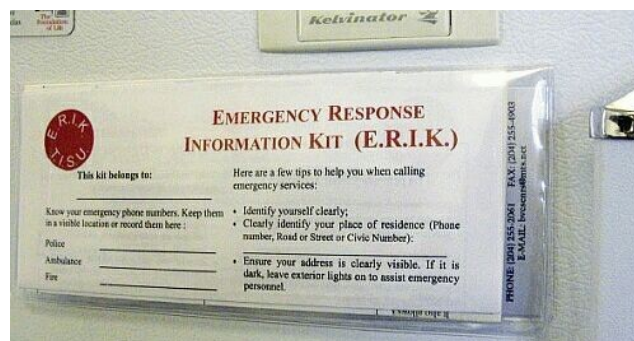 The
Foundation
of Life
Kelvinator
E.R.I.K
T.I.S.U.
EMERGENCY RESPONSE
INFORMATION KIT (E.R.I.K.)
This kit belongs to:
Know your emergency phone numbers. Keep them
in a visible location or record them here :
Police
Ambulance
Fire
Here are a few tips to help you when calling
emergency services:
• Identify yourself clearly;
• Clearly identify your place of residence (Phone
number, Road or Street or Civic Number):
• Ensure your address is clearly visible. If it is
dark, leave exterior lights on to assist emergency
personnel.
PHONE: (204) 255-2061 FAX: (204) 255-4903